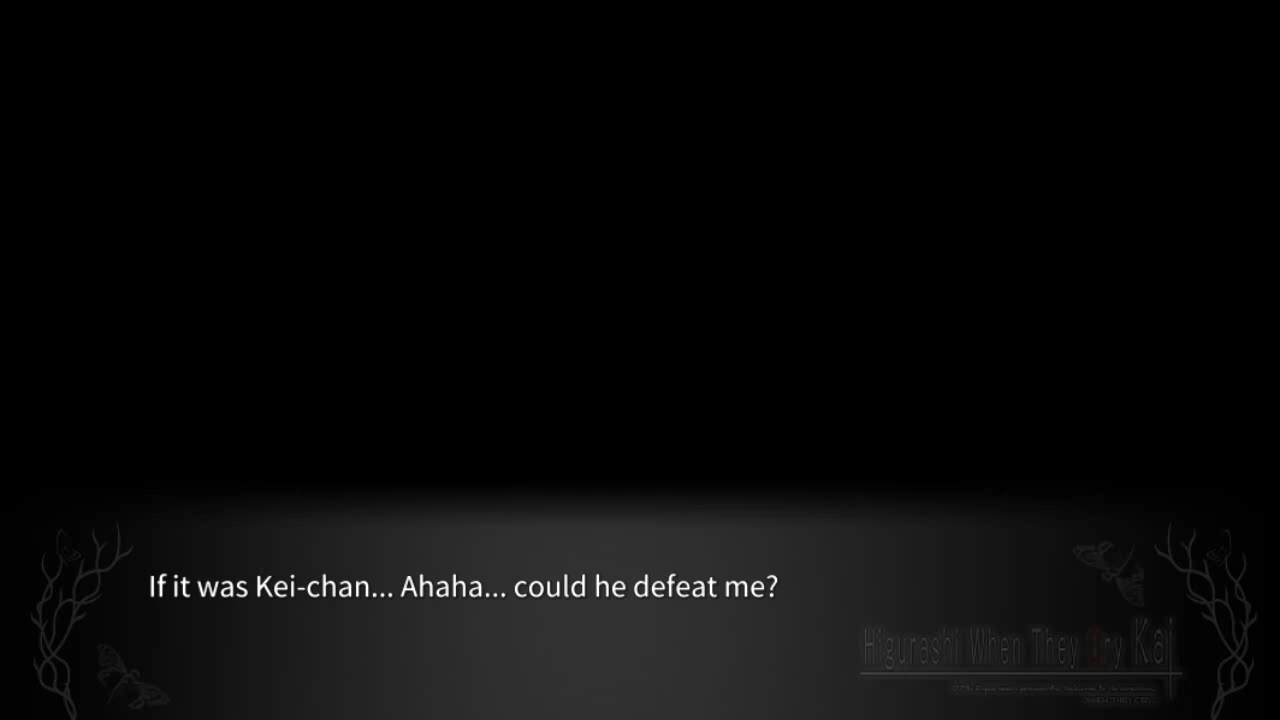 If it was Kei-chan... Ahaha... could he defeat me?
Higurashi When They Cry Kai